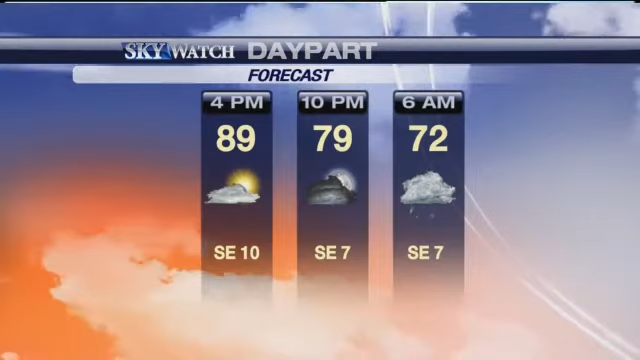 SKYWATCH DAYPART
FORECAST
4 PM 10 PM 6 AM
89 79 72
SE 10 SE 7 SE 7